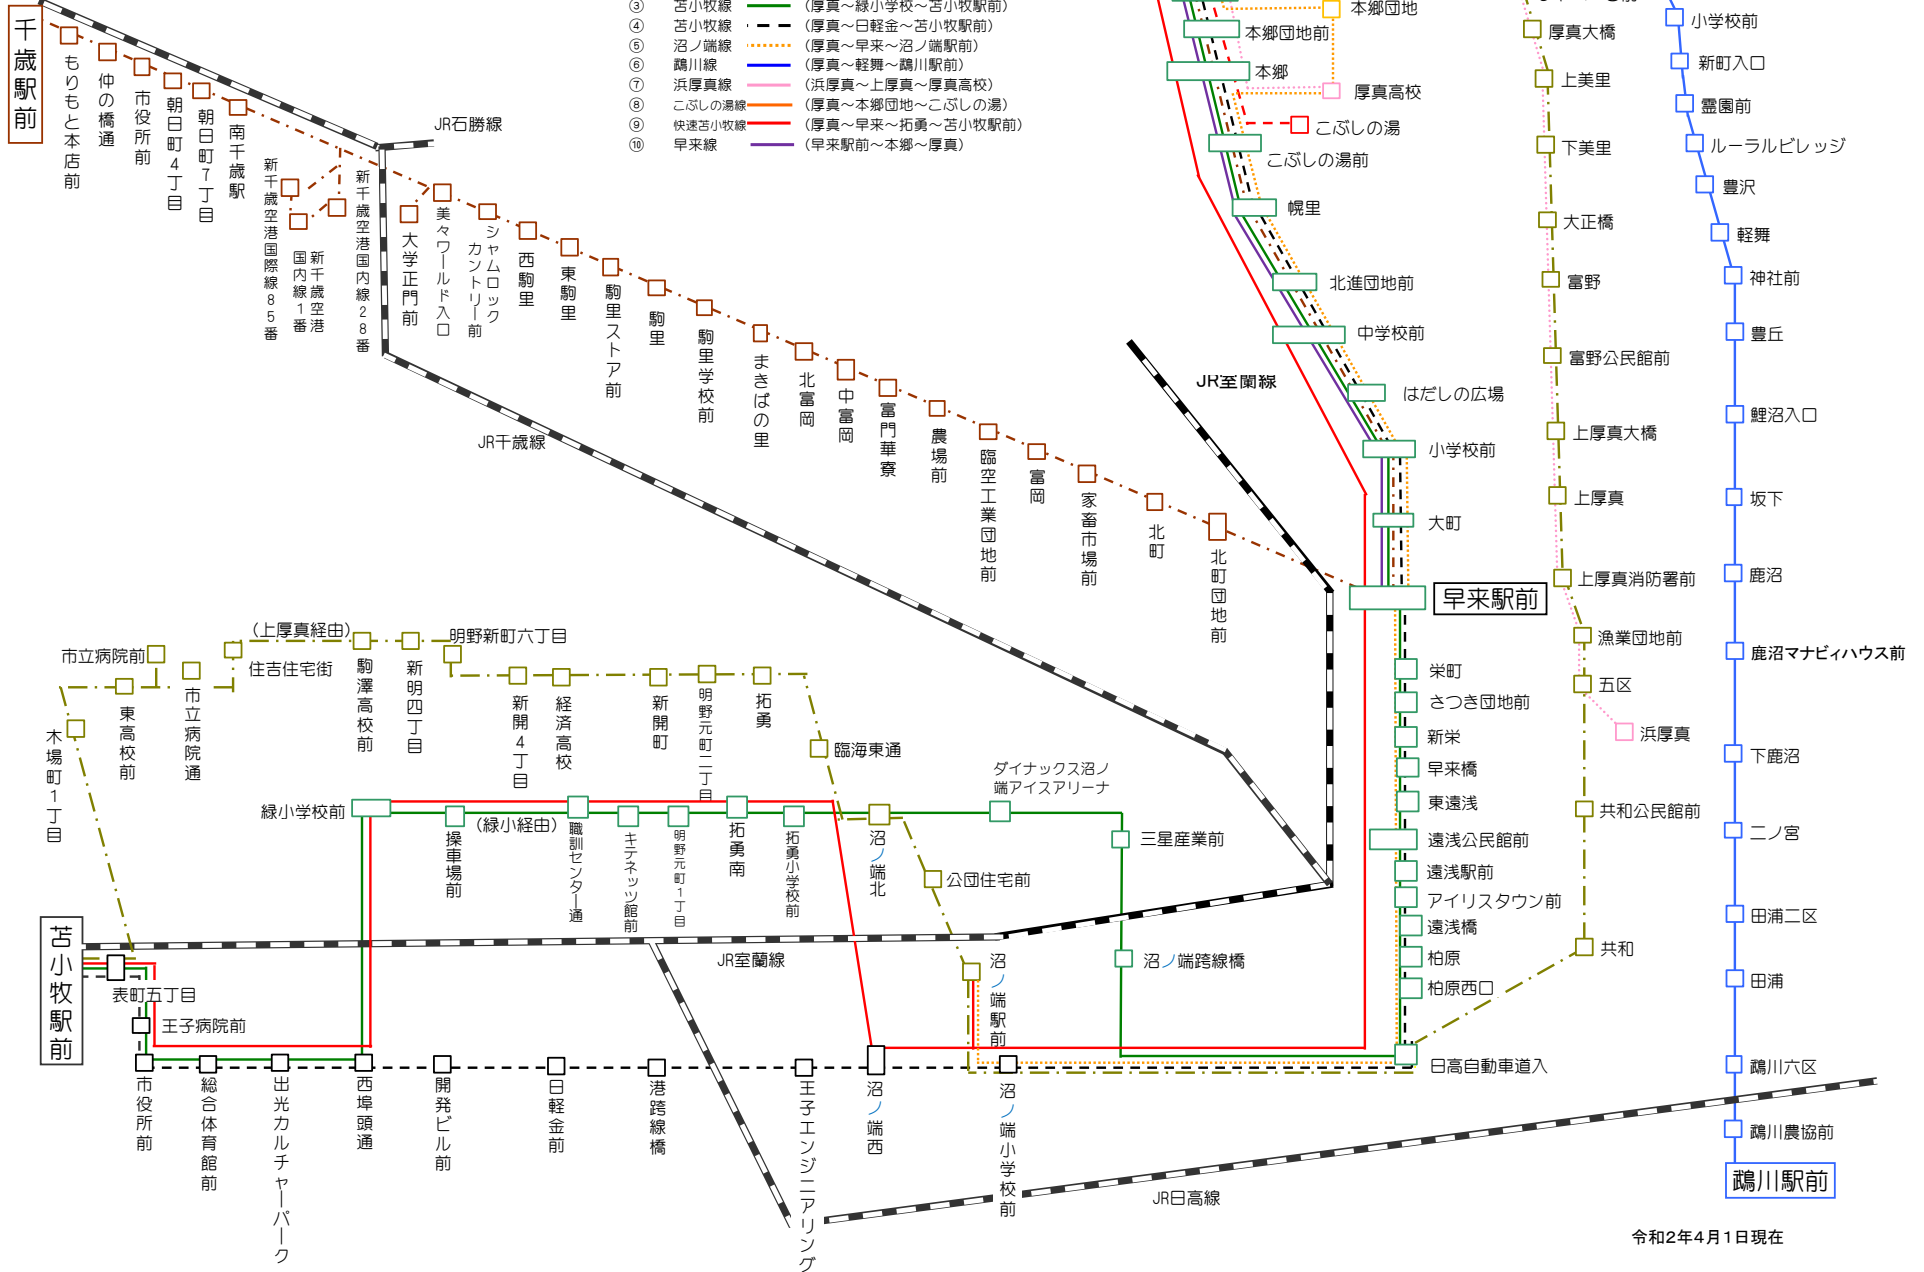 ③ 苫小牧線 (厚真～緑小学校～苫小牧駅前)
④ 苫小牧線 (厚真～日軽金～苫小牧駅前)
⑤ 沼ノ端線 (厚真～早来～沼ノ端駅前)
⑥ 鵡川線 (厚真～軽舞～鵡川駅前)
⑦ 浜厚真線 (浜厚真～上厚真～厚真高校)
⑧ こぶしの湯線 (厚真～本郷団地～こぶしの湯)
⑨ 快速苫小牧線 (厚真～早来～拓勇～苫小牧駅前)
⑩ 早来線 (早来駅前～本郷～厚真)
千歳駅前
もりもと本店前
仲の橋通
市役所前
朝日町4丁目
朝日町7丁目
南千歳駅
新千歳空港国際線85番
新千歳空港
国内線1番
新千歳空港国内線28番
大学正門前
美々ワールド入口
シャムロック
カントリー前
西駒里
東駒里
駒里ストア前
駒里
駒里学校前
まきばの里
北富岡
中富岡
富門華寮
農場前
臨空工業団地前
富岡
家畜市場前
北町
北町団地前
JR石勝線
JR千歳線
JR室蘭線
本郷団地
本郷団地前
本郷
厚真高校
こぶしの湯
こぶしの湯前
幌里
北進団地前
中学校前
はだしの広場
小学校前
大町
早来駅前
栄町
さつき団地前
新栄
早来橋
東遠浅
遠浅公民館前
遠浅駅前
アイリスタウン前
遠浅橋
柏原
柏原西口
日高自動車道入
厚真大橋
上美里
下美里
大正橋
富野
富野公民館前
上厚真大橋
上厚真
上厚真消防署前
漁業団地前
五区
浜厚真
共和公民館前
共和
小学校前
新町入口
霊園前
ルーラルビレッジ
豊沢
軽舞
神社前
豊丘
鯉沼入口
坂下
鹿沼
鹿沼マナビィハウス前
下鹿沼
二ノ宮
田浦二区
田浦
鵡川六区
鵡川農協前
鵡川駅前
(上厚真経由)
市立病院前
東高校前
市立病院通
住吉住宅街
駒澤高校前
新明四丁目
明野新町六丁目
新開4丁目
経済高校
新開町
明野元町二丁目
拓勇
臨海東通
木場町1丁目
緑小学校前
操車場前
(緑小経由)
職訓センター通
キテネッツ館前
明野元町1丁目
拓勇南
拓勇小学校前
沼ノ端北
公団住宅前
ダイナックス沼ノ
端アイスアリーナ
三星産業前
沼ノ端跨線橋
沼ノ端駅前
苫小牧駅前
表町五丁目
王子病院前
JR室蘭線
市役所前
総合体育館前
出光カルチャーパーク
西埠頭通
開発ビル前
日軽金前
港跨線橋
王子エンジニアリング
沼ノ端西
沼ノ端小学校前
JR日高線
令和2年4月1日現在